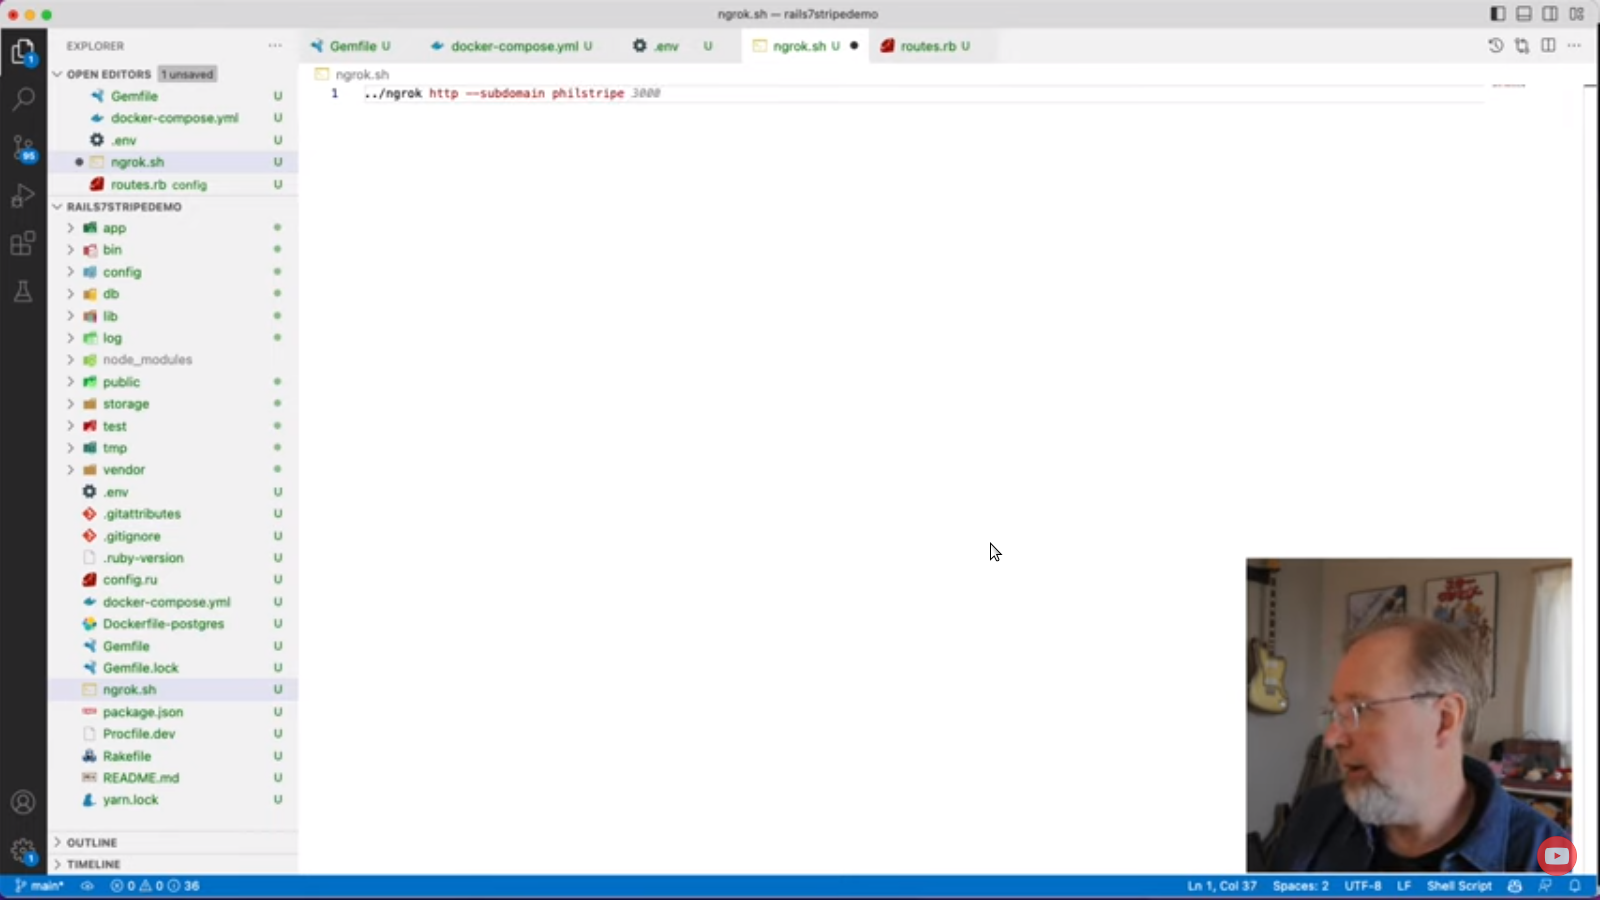 ngrok.sh — rails7stripedemo
EXPLORER
Gemfile U
docker-compose.yml U
.env U
ngrok.sh U
routes.rb U
OPEN EDITORS 1 unsaved
ngrok.sh
Gemfile U
1 ../ngrok http --subdomain philstripe 3000
docker-compose.yml U
.env U
ngrok.sh U
routes.rb config U
RAILS7STRIPEDEMO
app
bin
config
db
lib
log
node_modules
public
storage
test
tmp
vendor
.env U
.gitattributes U
.gitignore U
.ruby-version U
config.ru U
docker-compose.yml U
Dockerfile-postgres U
Gemfile U
Gemfile.lock U
ngrok.sh U
package.json U
Procfile.dev U
Rakefile U
README.md U
yarn.lock U
OUTLINE
TIMELINE
1
95
1
main* 0 0 36
Ln 1, Col 37 Spaces: 2 UTF-8 LF Shell Script